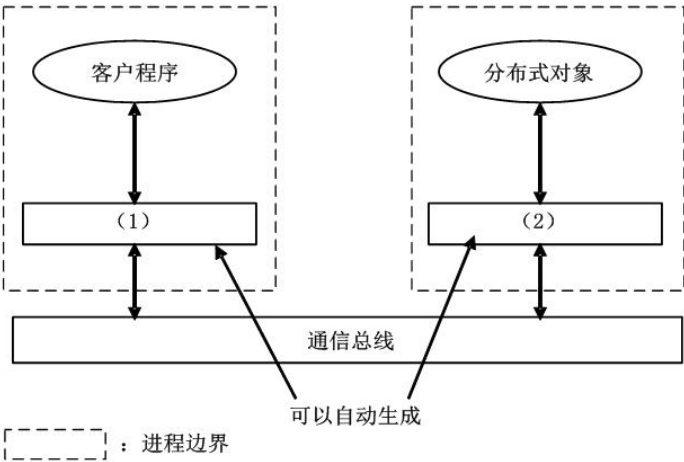 客户程序
分布式对象
（1）
（2）
通信总线
可以自动生成
：进程边界